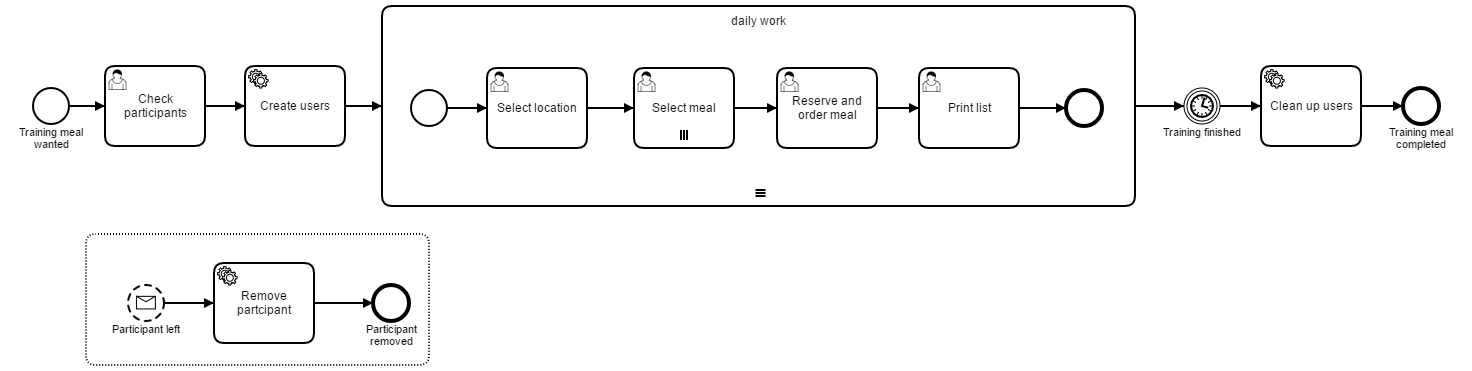 daily work
Training meal
wanted
Check
participants
Create users
Select location
Select meal
Reserve and
order meal
Print list
Training finished
Clean up users
Training meal
completed
Participant left
Remove
partcipant
Participant
removed